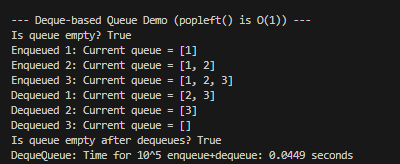 --- Deque-based Queue Demo (popleft() is O(1)) ---
Is queue empty? True
Enqueued 1: Current queue = [1]
Enqueued 2: Current queue = [1, 2]
Enqueued 3: Current queue = [1, 2, 3]
Dequeued 1: Current queue = [2, 3]
Dequeued 2: Current queue = [3]
Dequeued 3: Current queue = []
Is queue empty after dequeues? True
DequeQueue: Time for 10^5 enqueue+dequeue: 0.0449 seconds